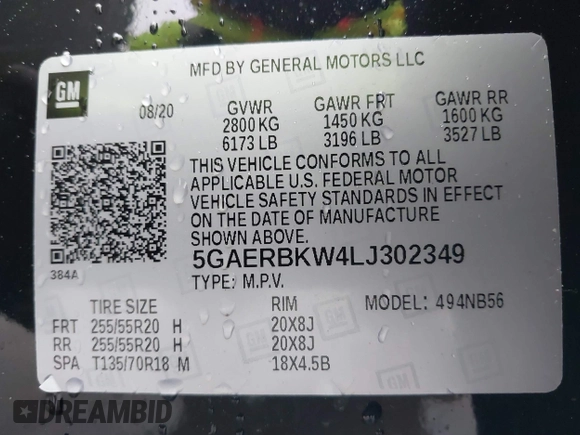 MFD BY GENERAL MOTORS LLC
GM
08/20 GVWR GAWR FRT GAWR RR
2800 KG 1450 KG 1600 KG
6173 LB 3196 LB 3527 LB
THIS VEHICLE CONFORMS TO ALL
APPLICABLE U.S. FEDERAL MOTOR
VEHICLE SAFETY STANDARDS IN EFFECT
ON THE DATE OF MANUFACTURE
SHOWN ABOVE.
384A
5GAERBKW4LJ302349
TYPE: M.P.V.
TIRE SIZE RIM MODEL: 494NB56
FRT 255/55R20 H 20X8J
RR 255/55R20 H 20X8J
SPA T135/70R18 M 18X4.5B
GM
DREAMBID